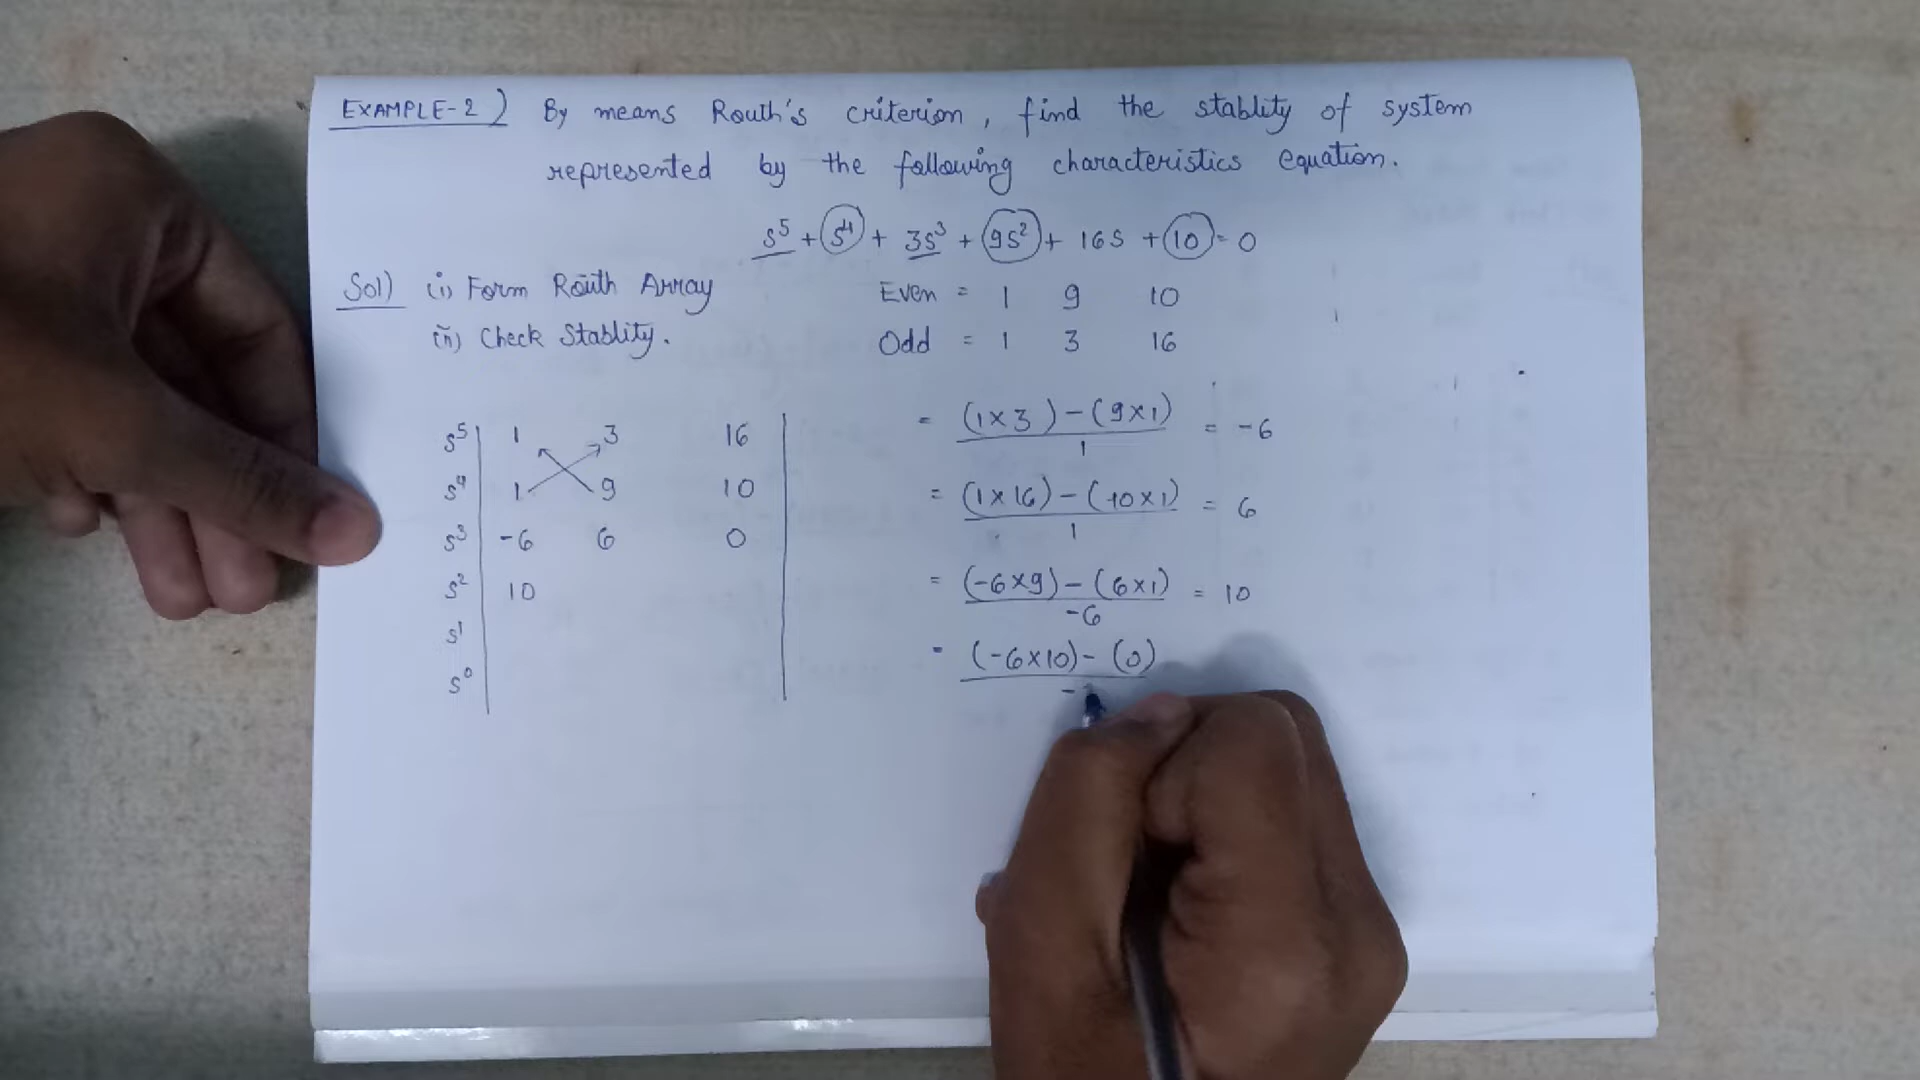 EXAMPLE-2) By means Routh's criterion, find the stablity of system
represented by the following characteristics equation.
s⁵ + s⁴ + 3s³ + 9s² + 16s + 10 = 0
Sol) (i) Form Routh Array
(ii) Check Stablity.
Even = 1 9 10
Odd = 1 3 16
s⁵ 1 3 16
s⁴ 1 9 10
s³ -6 6 0
s² 10
s¹
s⁰
= (1×3) - (9×1) / 1 = -6
= (1×16) - (10×1) / 1 = 6
= (-6×9) - (6×1) / -6 = 10
= (-6×10) - (0) / -